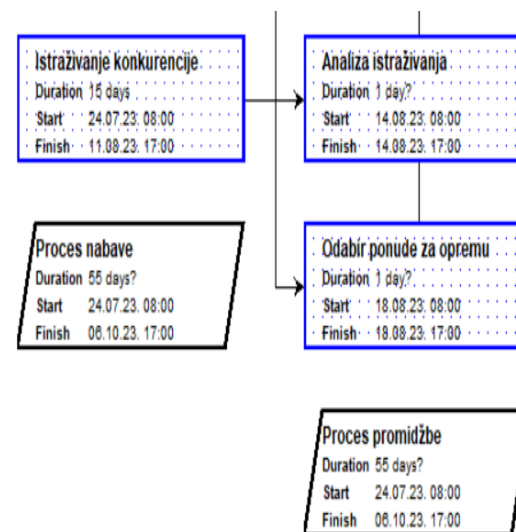 Istraživanje konkurencije
Duration 15 days
Start 24.07.23. 08:00
Finish 11.08.23. 17:00
Analiza istraživanja
Duration 1 day?
Start 14.08.23. 08:00
Finish 14.08.23. 17:00
Proces nabave
Duration 55 days?
Start 24.07.23. 08:00
Finish 06.10.23. 17:00
Odabir ponude za opremu
Duration 1 day?
Start 18.08.23. 08:00
Finish 18.08.23. 17:00
Proces promidžbe
Duration 55 days?
Start 24.07.23. 08:00
Finish 06.10.23. 17:00